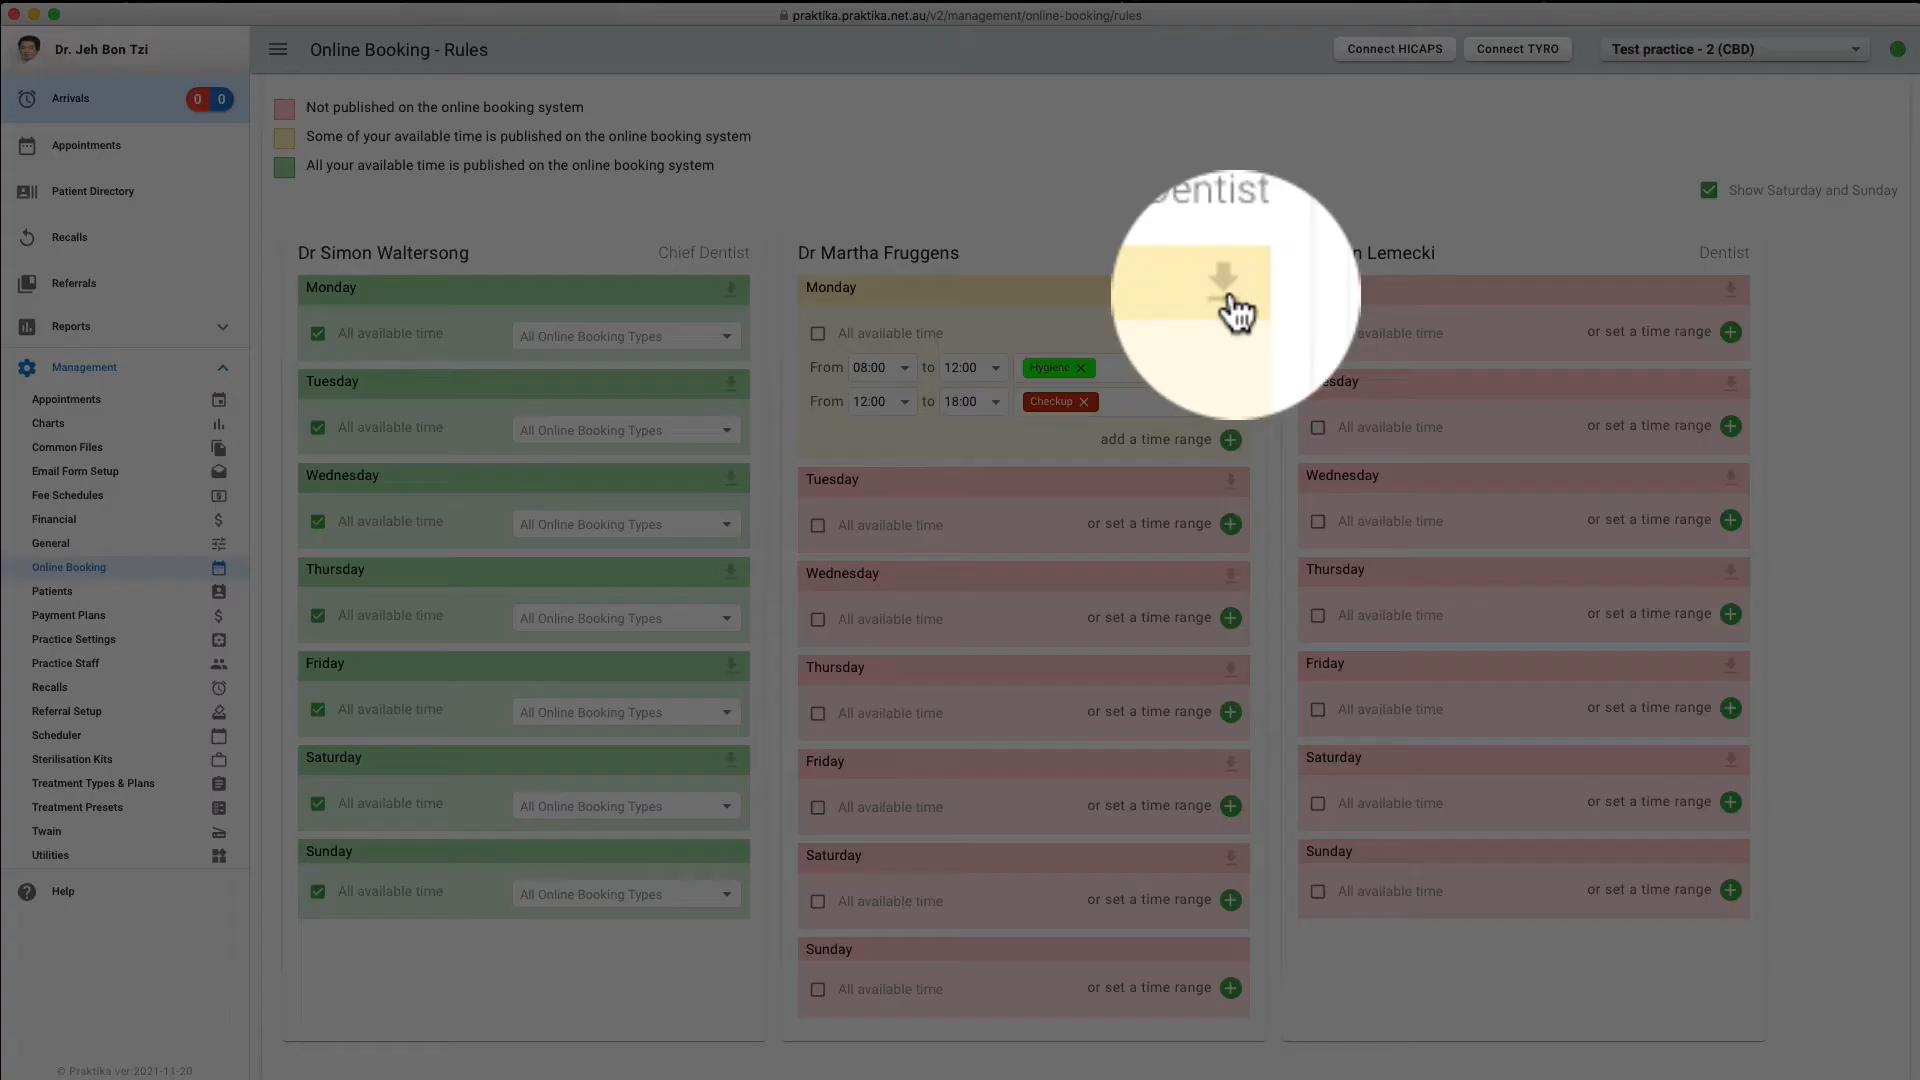 praktika.praktika.net.au/v2/management/online-booking/rules
Dr. Jeh Bon Tzi
Online Booking - Rules
Connect HICAPS
Connect TYRO
Test practice - 2 (CBD)
Arrivals
0
0
Appointments
Patient Directory
Recalls
Referrals
Reports
Management
Appointments
Charts
Common Files
Email Form Setup
Fee Schedules
Financial
General
Online Booking
Patients
Payment Plans
Practice Settings
Practice Staff
Recalls
Referral Setup
Scheduler
Sterilisation Kits
Treatment Types & Plans
Treatment Presets
Twain
Utilities
Help
© Praktika ver:2021-11-20
Not published on the online booking system
Some of your available time is published on the online booking system
All your available time is published on the online booking system
Show Saturday and Sunday
Dr Simon Waltersong
Chief Dentist
Monday
All available time
All Online Booking Types
Tuesday
All available time
All Online Booking Types
Wednesday
All available time
All Online Booking Types
Thursday
All available time
All Online Booking Types
Friday
All available time
All Online Booking Types
Saturday
All available time
All Online Booking Types
Sunday
All available time
All Online Booking Types
Dr Martha Fruggens
Dentist
Monday
All available time
From 08:00 to 12:00 Hygiene
From 12:00 to 18:00 Checkup
add a time range
Tuesday
All available time
or set a time range
Wednesday
All available time
or set a time range
Thursday
All available time
or set a time range
Friday
All available time
or set a time range
Saturday
All available time
or set a time range
Sunday
All available time
or set a time range
n Lemecki
Dentist
available time
or set a time range
esday
All available time
or set a time range
Wednesday
All available time
or set a time range
Thursday
All available time
or set a time range
Friday
All available time
or set a time range
Saturday
All available time
or set a time range
Sunday
All available time
or set a time range